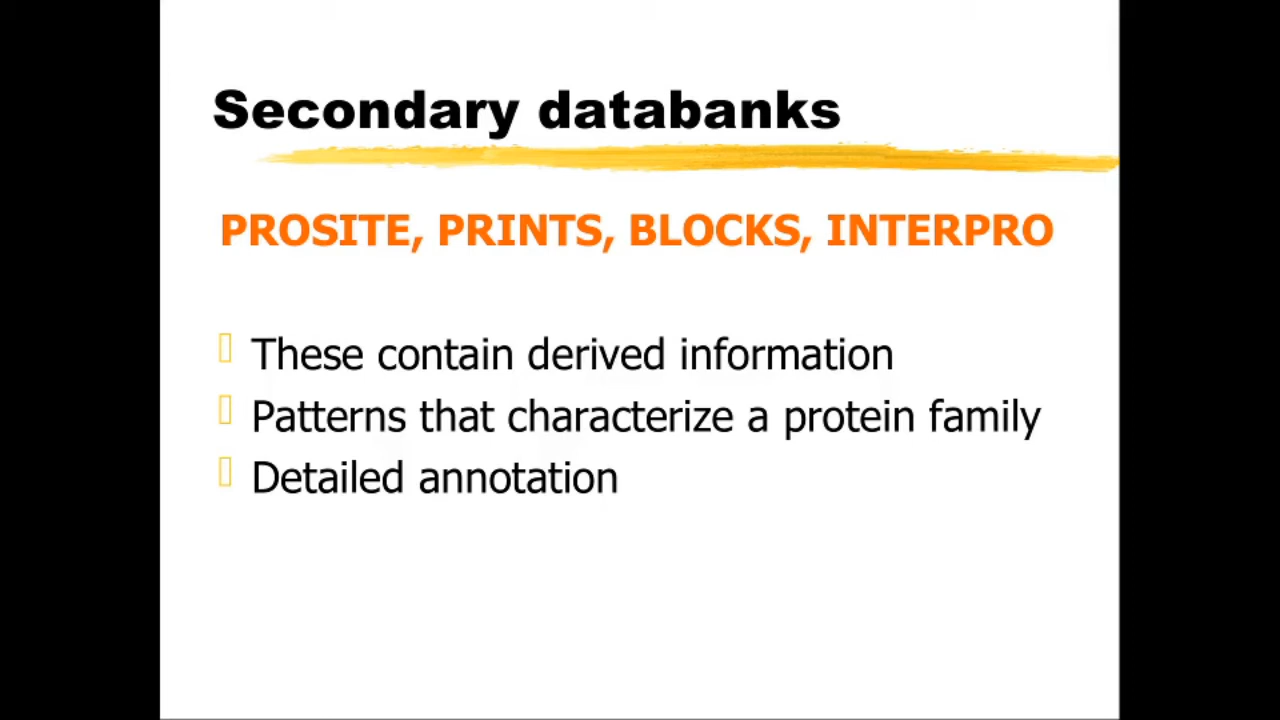 Secondary databanks
PROSITE, PRINTS, BLOCKS, INTERPRO
These contain derived information
Patterns that characterize a protein family
Detailed annotation